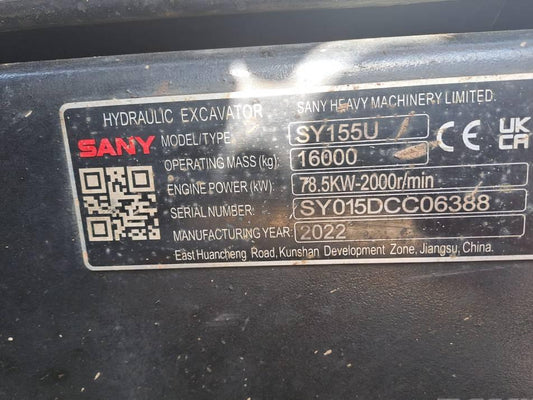 HYDRAULIC EXCAVATOR SANY HEAVY MACHINERY LIMITED.
SANY MODEL/TYPE: SY155U CE UK CA
OPERATING MASS(kg): 16000
ENGINE POWER(kW): 78.5KW-2000r/min
SERIAL NUMBER: SY015DCC06388
MANUFACTURING YEAR: 2022
East Huancheng Road, Kunshan Development Zone, Jiangsu, China.